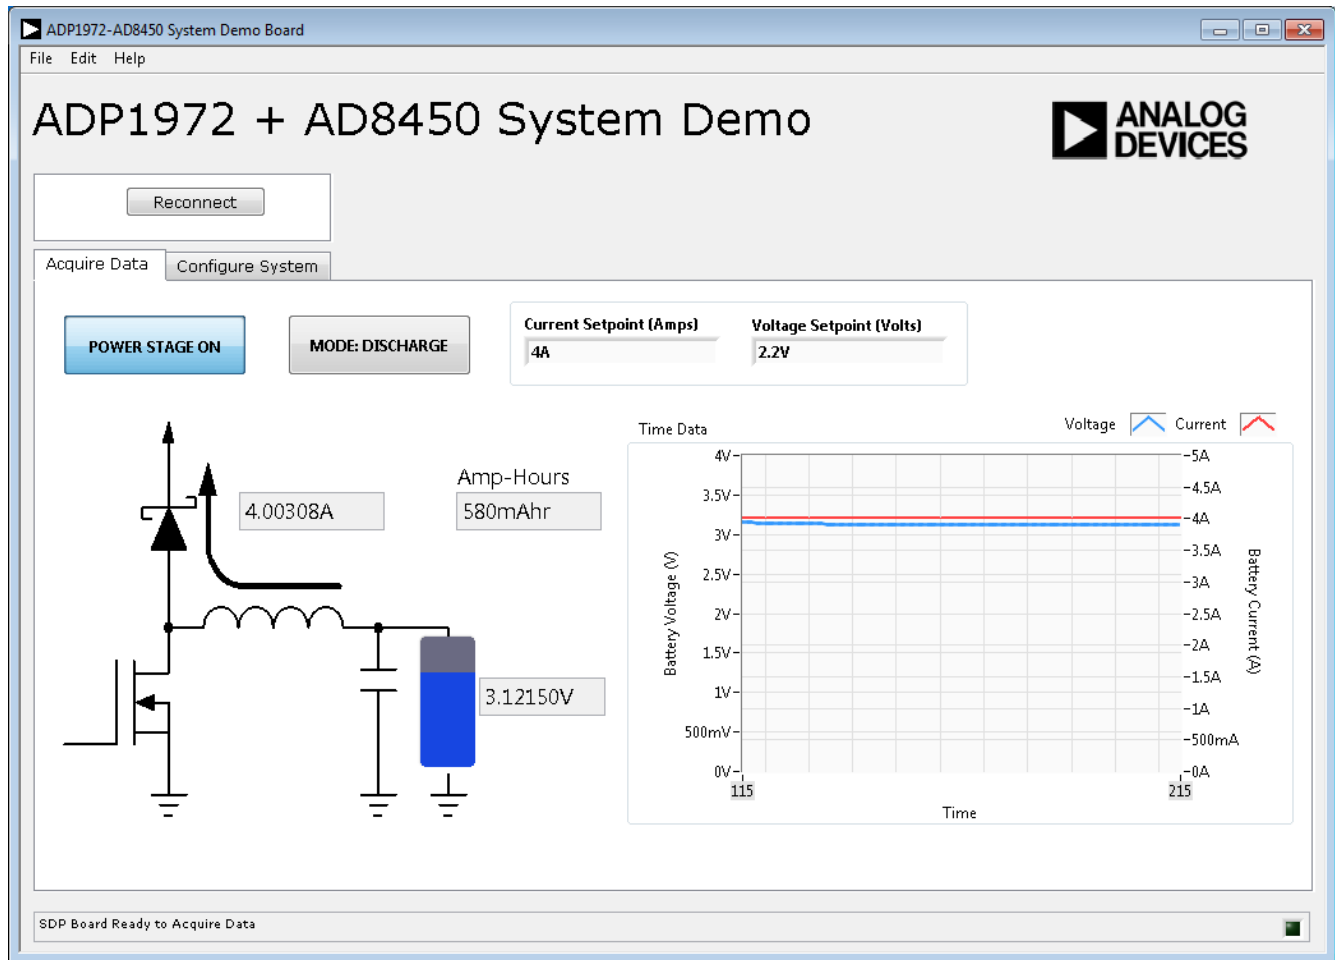 ADP1972-AD8450 System Demo Board
File Edit Help
ADP1972 + AD8450 System Demo
ANALOG
DEVICES
Reconnect
Acquire Data Configure System
POWER STAGE ON
MODE: DISCHARGE
Current Setpoint (Amps) Voltage Setpoint (Volts)
4A 2.2V
4.00308A
Amp-Hours
580mAhr
3.12150V
Time Data
Voltage Current
4V
3.5V
3V
2.5V
2V
1.5V
1V
500mV
0V
Battery Voltage (V)
5A
4.5A
4A
3.5A
3A
2.5A
2A
1.5A
1A
500mA
0A
Battery Current (A)
115 215
Time
SDP Board Ready to Acquire Data